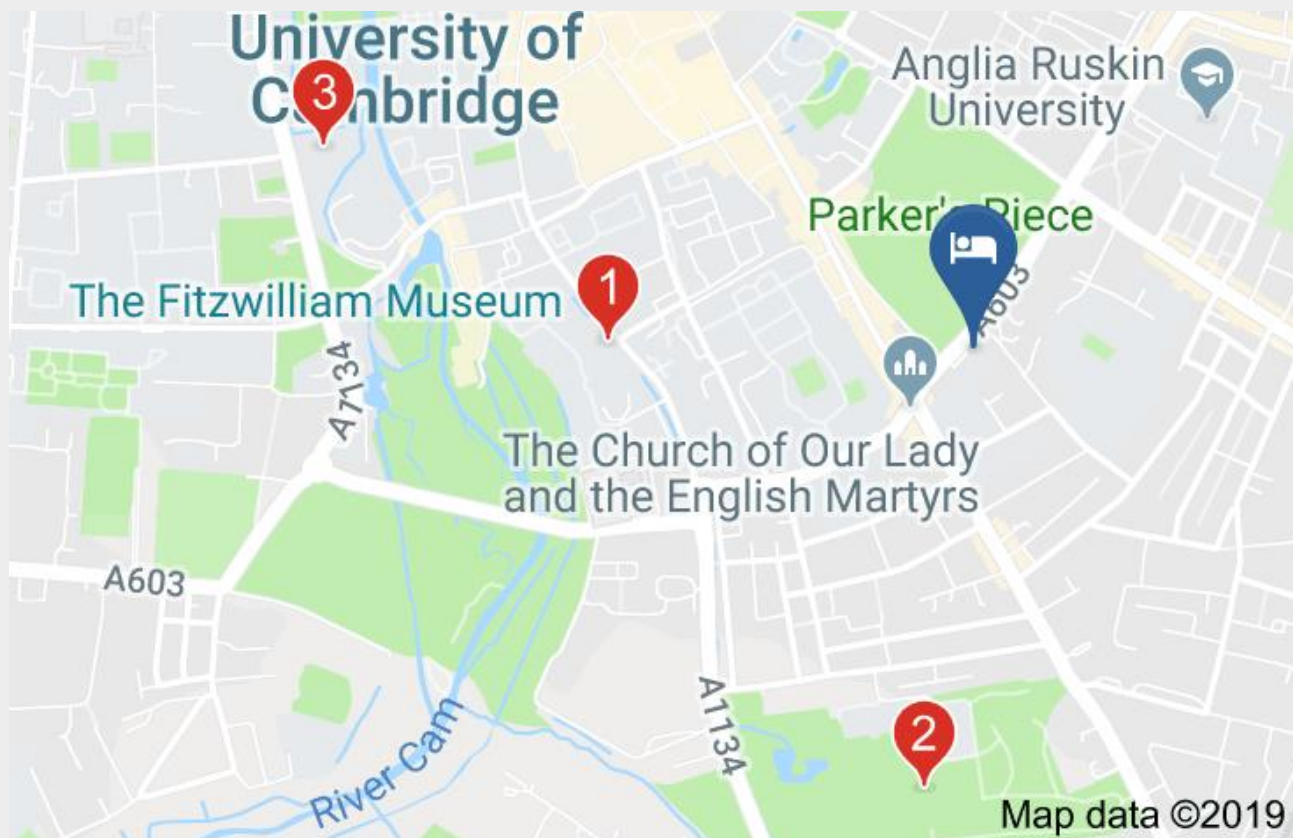 University of
Cambridge
3
Anglia Ruskin
University
Parker's Piece
A603
1
The Fitzwilliam Museum
A1134
The Church of Our Lady
and the English Martyrs
A603
A1134
2
River Cam
Map data ©2019